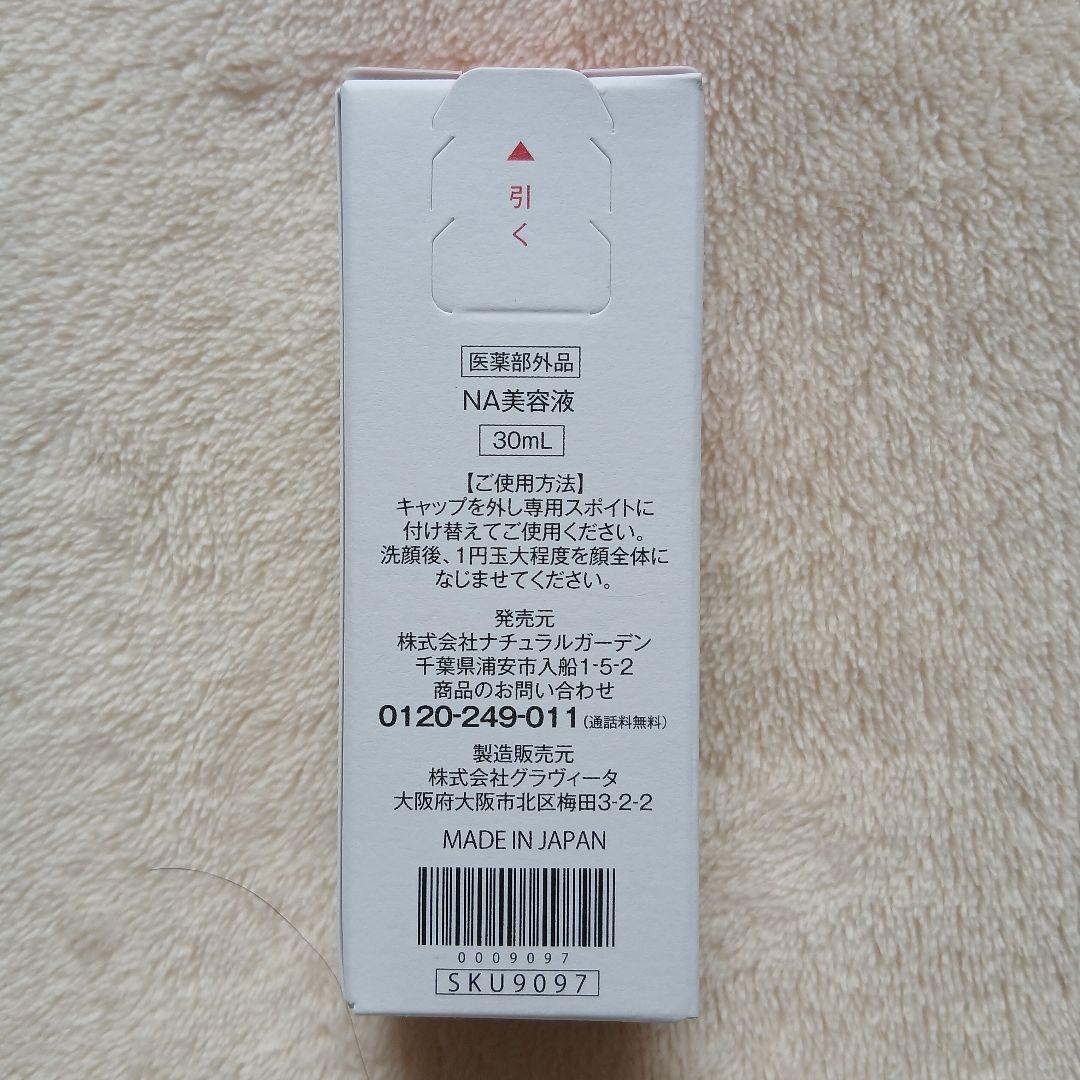 ▲
引
く
医薬部外品
NA美容液
30mL
【ご使用方法】
キャップを外し専用スポイトに
付け替えてご使用ください。
洗顔後、1円玉大程度を顔全体に
なじませてください。
発売元
株式会社ナチュラルガーデン
千葉県浦安市入船1-5-2
商品のお問い合わせ
0120-249-011(通話料無料)
製造販売元
株式会社グラヴィータ
大阪府大阪市北区梅田3-2-2
MADE IN JAPAN
0009097
SKU9097